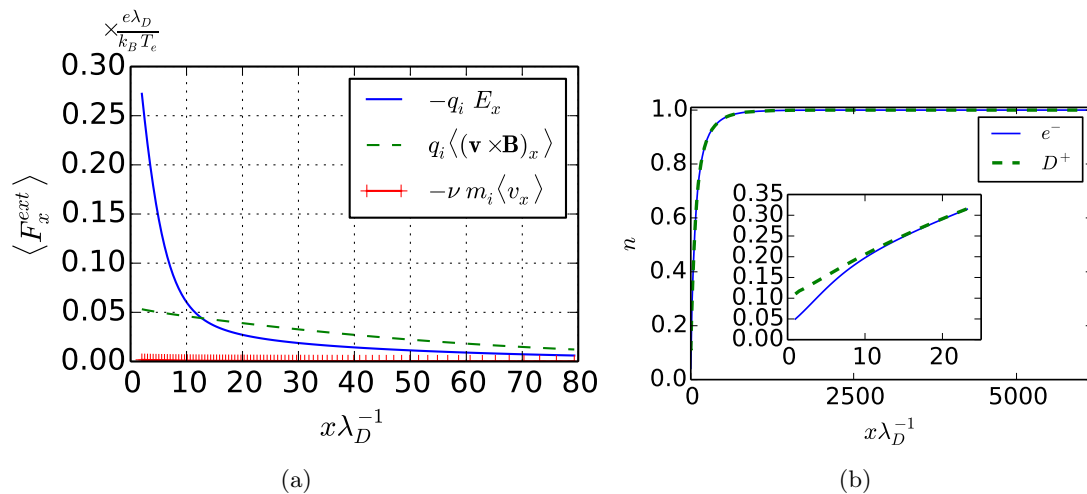 ×eλ_D/k_B T_e
⟨F_x^{ext}⟩
0.30
0.25
0.20
0.15
0.10
0.05
0.00
−q_i E_x
q_i⟨(v×B)_x⟩
−ν m_i⟨v_x⟩
0 10 20 30 40 50 60 70 80
xλ_D^{−1}
(a)
n
1.0
0.8
0.6
0.4
0.2
0.0
e^−
D^+
0.35
0.30
0.25
0.20
0.15
0.10
0.05
0.00
0 10 20
0 2500 5000
xλ_D^{−1}
(b)